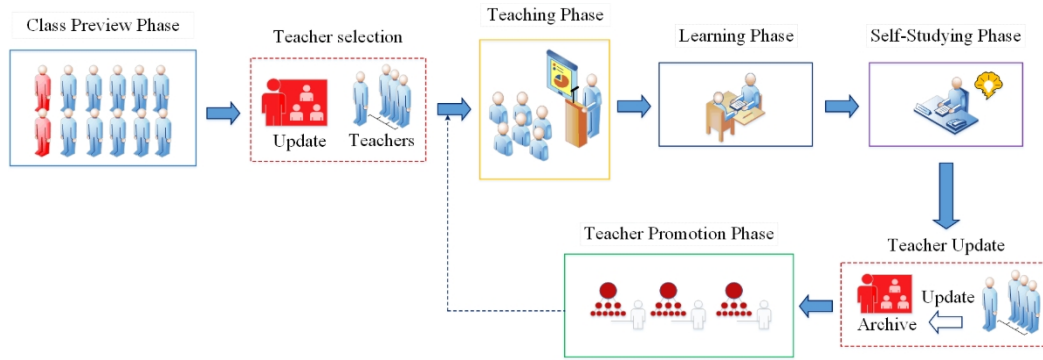 Class Preview Phase
Teacher selection
Update
Teachers
Teaching Phase
Learning Phase
Self-Studying Phase
Teacher Update
Update
Archive
Teacher Promotion Phase